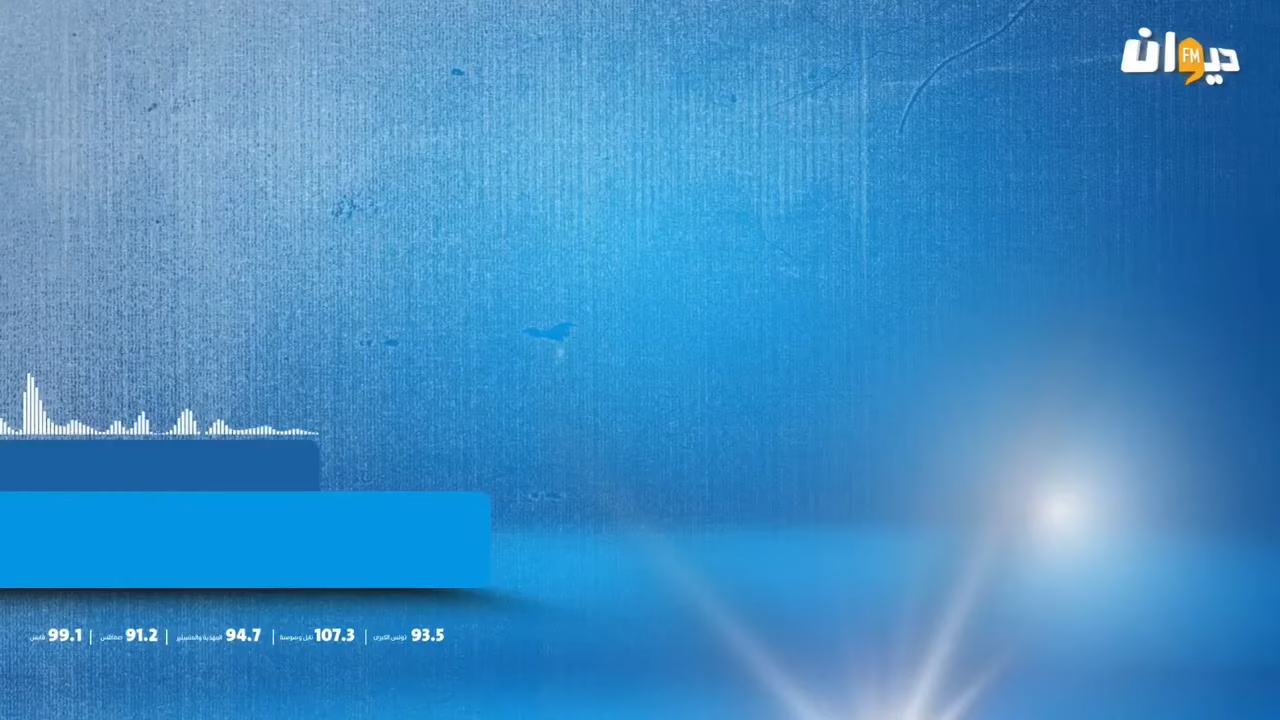 ديوان FM
93.5 تونس الكبرى | 107.3 نابل وسوسة | 94.7 المهدية والمنستير | 91.2 صفاقس | 99.1 قابس